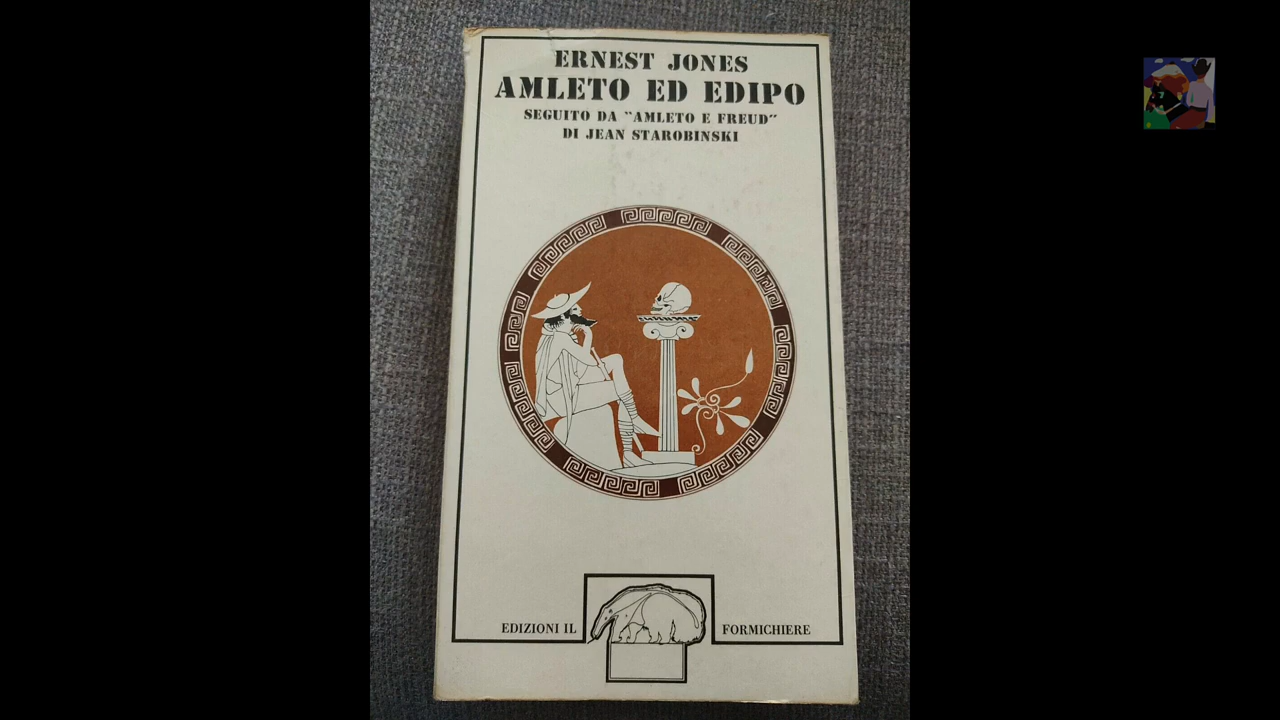 ERNEST JONES
AMLETO ED EDIPO
SEGUITO DA "AMLETO E FREUD"
DI JEAN STAROBINSKI
EDIZIONI IL FORMICHIERE